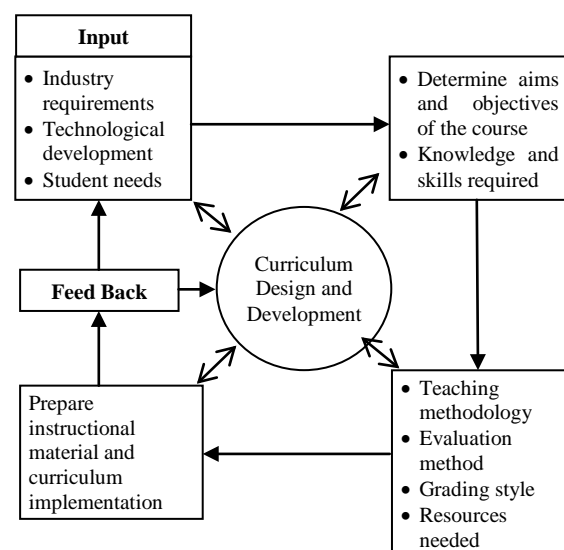 Input
• Industry
requirements
• Technological
development
• Student needs
• Determine aims
and objectives
of the course
• Knowledge and
skills required
Curriculum
Design and
Development
Feed Back
Prepare
instructional
material and
curriculum
implementation
• Teaching
methodology
• Evaluation
method
• Grading style
• Resources
needed